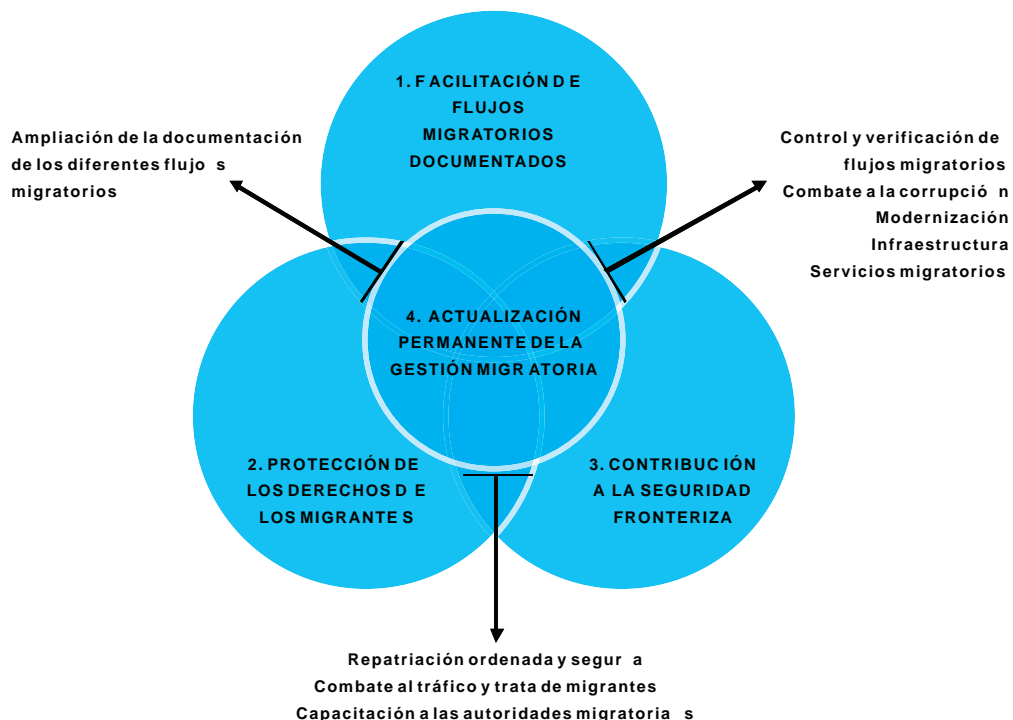 1. FACILITACIÓN DE
FLUJOS
MIGRATORIOS
DOCUMENTADOS
Ampliación de la documentación
de los diferentes flujos
migratorios
Control y verificación de
flujos migratorios
Combate a la corrupción
Modernización
Infraestructura
Servicios migratorios
4. ACTUALIZACIÓN
PERMANENTE DE LA
GESTIÓN MIGRATORIA
2. PROTECCIÓN DE
LOS DERECHOS DE
LOS MIGRANTES
3. CONTRIBUCIÓN
A LA SEGURIDAD
FRONTERIZA
Repatriación ordenada y segura
Combate al tráfico y trata de migrantes
Capacitación a las autoridades migratorias